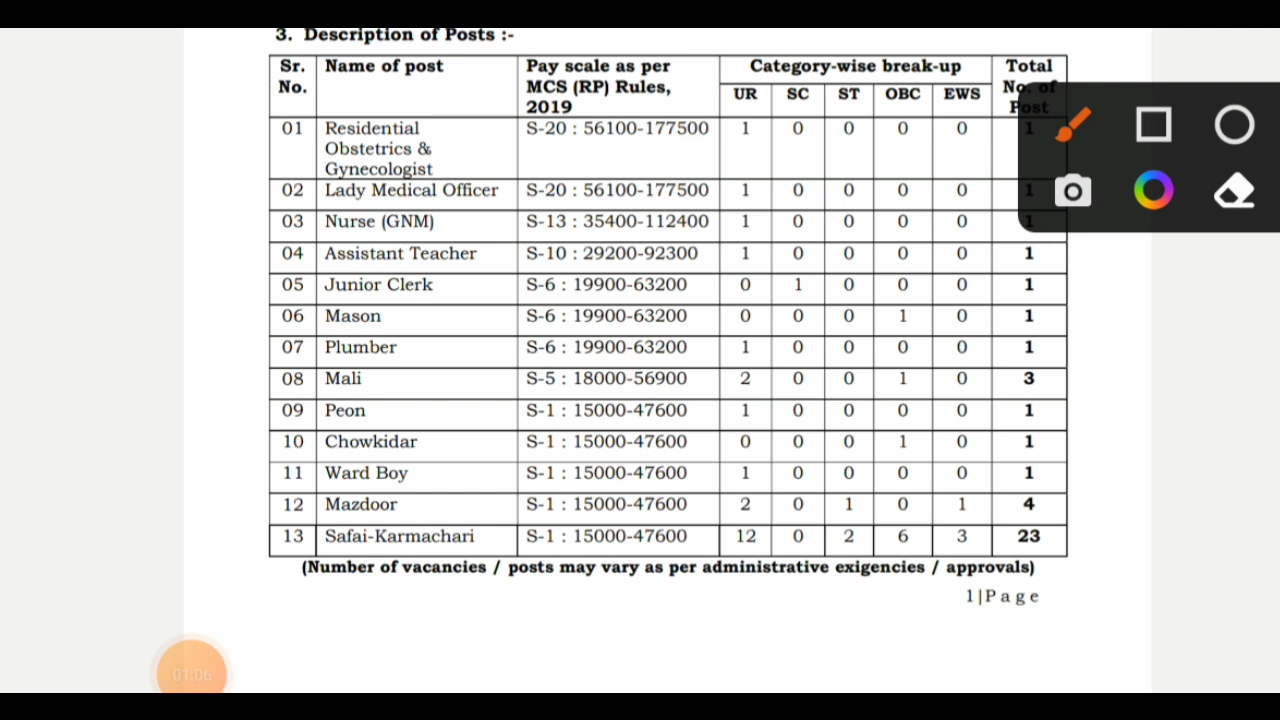 3. Description of Posts :-
Sr. No. Name of post Pay scale as per MCS (RP) Rules, 2019 Category-wise break-up Total No. of Post
UR SC ST OBC EWS
01 Residential Obstetrics & Gynecologist S-20 : 56100-177500 1 0 0 0 0 1
02 Lady Medical Officer S-20 : 56100-177500 1 0 0 0 0 1
03 Nurse (GNM) S-13 : 35400-112400 1 0 0 0 0 1
04 Assistant Teacher S-10 : 29200-92300 1 0 0 0 0 1
05 Junior Clerk S-6 : 19900-63200 0 1 0 0 0 1
06 Mason S-6 : 19900-63200 0 0 0 1 0 1
07 Plumber S-6 : 19900-63200 1 0 0 0 0 1
08 Mali S-5 : 18000-56900 2 0 0 1 0 3
09 Peon S-1 : 15000-47600 1 0 0 0 0 1
10 Chowkidar S-1 : 15000-47600 0 0 0 1 0 1
11 Ward Boy S-1 : 15000-47600 1 0 0 0 0 1
12 Mazdoor S-1 : 15000-47600 2 0 1 0 1 4
13 Safai-Karmachari S-1 : 15000-47600 12 0 2 6 3 23
(Number of vacancies / posts may vary as per administrative exigencies / approvals)
1|P a g e
01:06